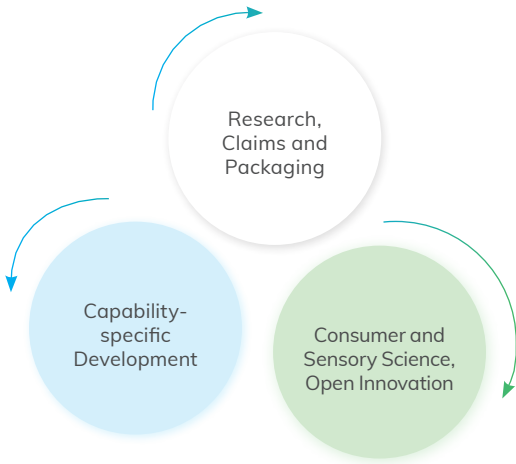 Research,
Claims and
Packaging
Capability-
specific
Development
Consumer and
Sensory Science,
Open Innovation